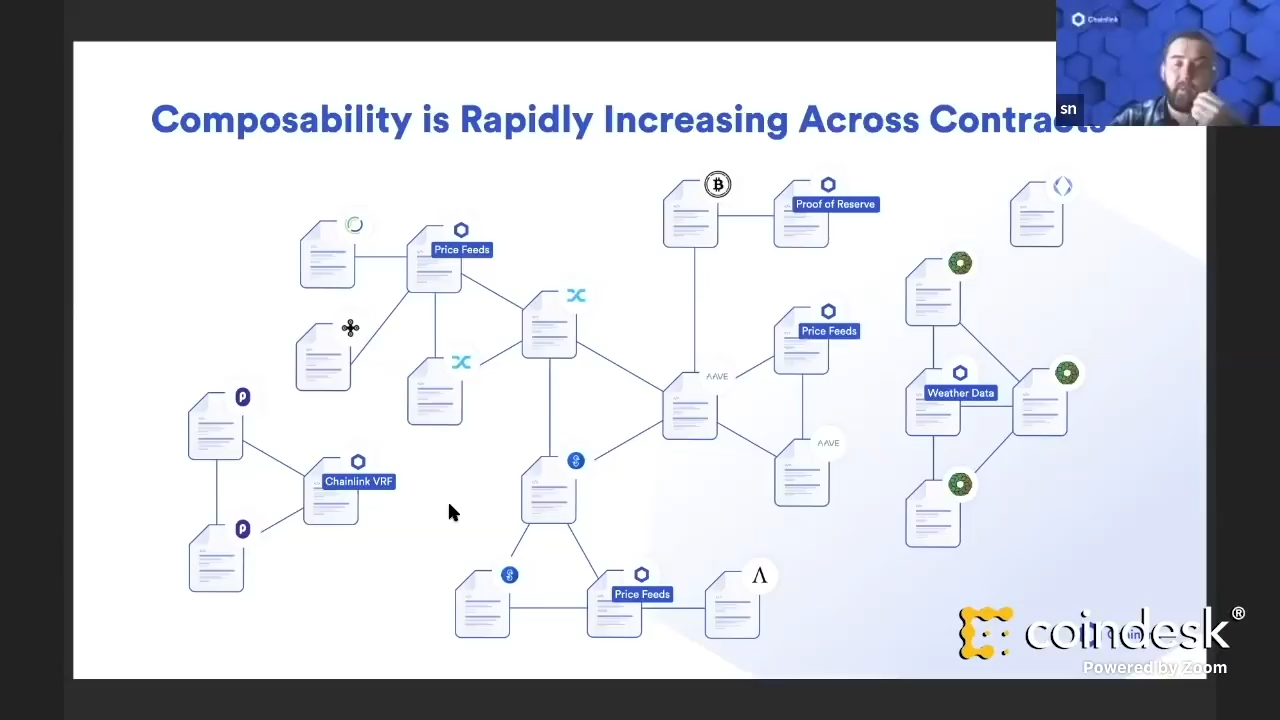 Chainlink
sn
Composability is Rapidly Increasing Across Contracts
Proof of Reserve
Price Feeds
Price Feeds
AAVE
Weather Data
AAVE
Chainlink VRF
Price Feeds
coindesk®
Powered by Zoom